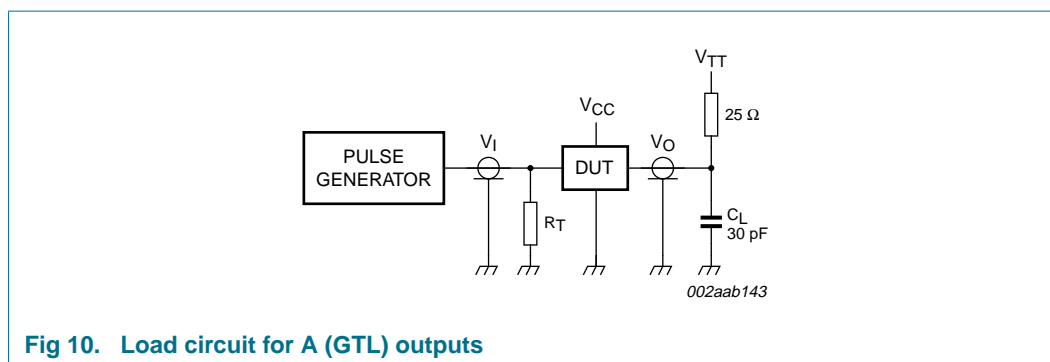 V_TT
25 Ω
V_CC
V_I
V_O
PULSE
GENERATOR
DUT
R_T
C_L
30 pF
002aab143
Fig 10. Load circuit for A (GTL) outputs